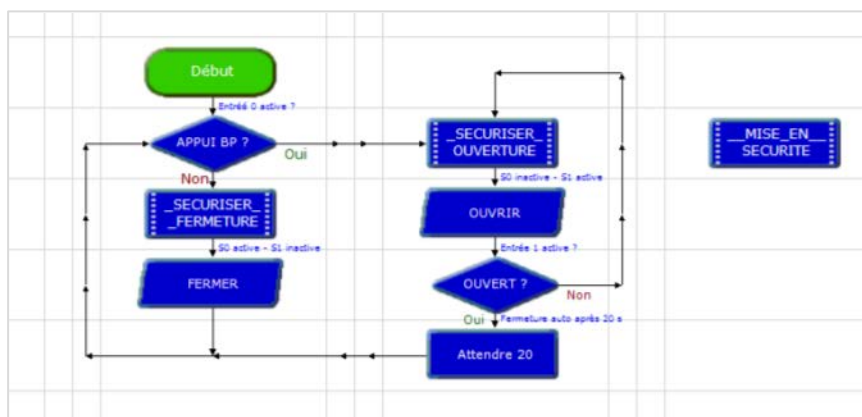 Début
Entréé 0 active ?
APPUI BP ?
Oui
Non
_SECURISER_
_FERMETURE
S0 active - S1 inactive
FERMER
_SECURISER_
OUVERTURE
S0 inactive - S1 active
OUVRIR
Entrée 1 active ?
OUVERT ?
Non
Oui
Fermeture auto après 20 s
Attendre 20
__MISE_EN__
SECURITE